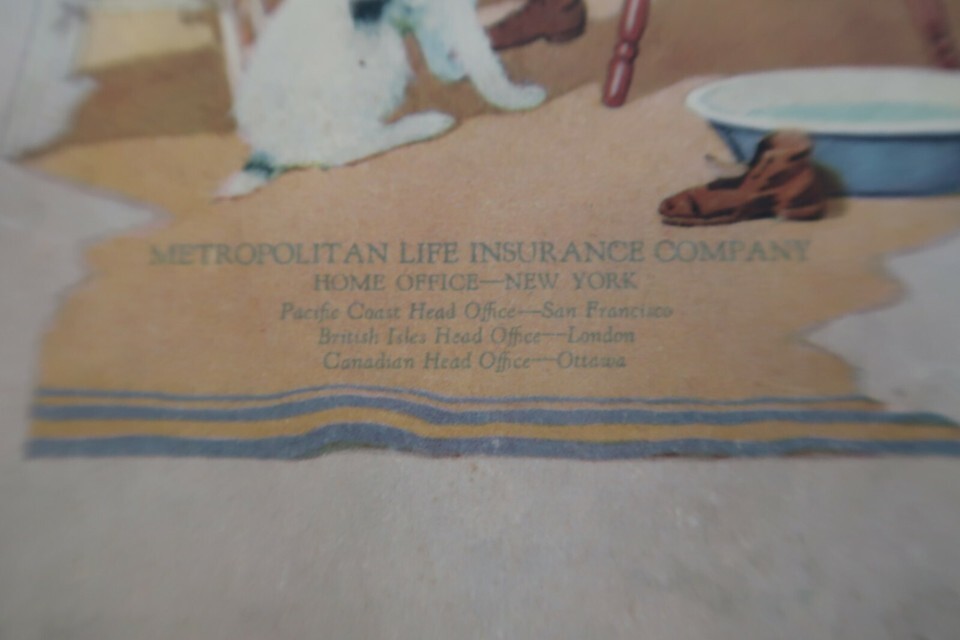 METROPOLITAN LIFE INSURANCE COMPANY
HOME OFFICE—NEW YORK
Pacific Coast Head Office—San Francisco
British Isles Head Office—London
Canadian Head Office—Ottawa